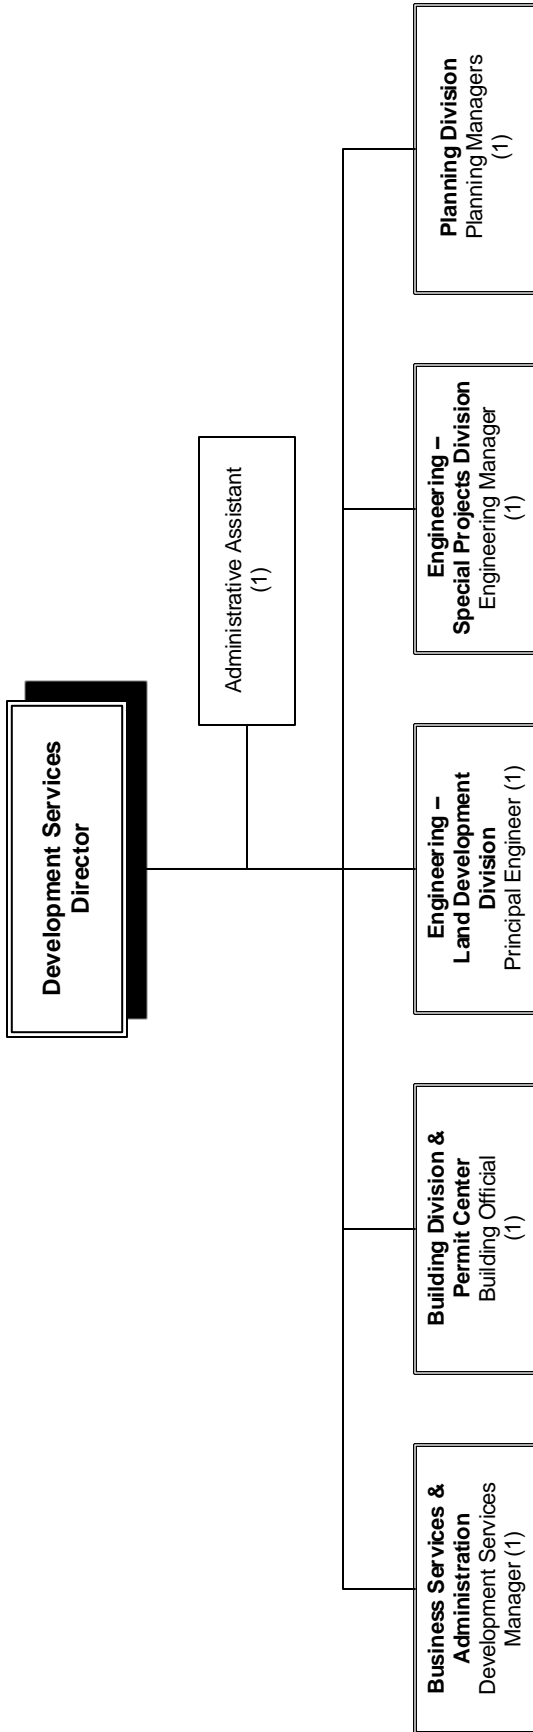 Development Services
Director
Administrative Assistant
(1)
Business Services &
Administration
Development Services
Manager (1)
Building Division &
Permit Center
Building Official
(1)
Engineering –
Land Development
Division
Principal Engineer (1)
Engineering –
Special Projects Division
Engineering Manager
(1)
Planning Division
Planning Managers
(1)